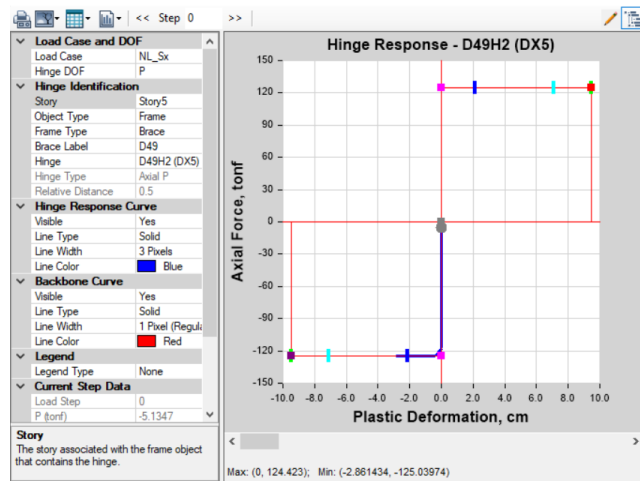 << Step 0 >>
Load Case and DOF
Load Case NL_Sx
Hinge DOF P
Hinge Identification
Story Story5
Object Type Frame
Frame Type Brace
Brace Label D49
Hinge D49H2 (DX5)
Hinge Type Axial P
Relative Distance 0.5
Hinge Response Curve
Visible Yes
Line Type Solid
Line Width 3 Pixels
Line Color Blue
Backbone Curve
Visible Yes
Line Type Solid
Line Width 1 Pixel (Regula
Line Color Red
Legend
Legend Type None
Current Step Data
Load Step 0
P (tonf) -5.1347
Story
The story associated with the frame object
that contains the hinge.
Hinge Response - D49H2 (DX5)
Axial Force, tonf
150
120
90
60
30
0
-30
-60
-90
-120
-150
-10.0 -8.0 -6.0 -4.0 -2.0 0.0 2.0 4.0 6.0 8.0 10.0
Plastic Deformation, cm
Max: (0, 124.423); Min: (-2.861434, -125.03974)